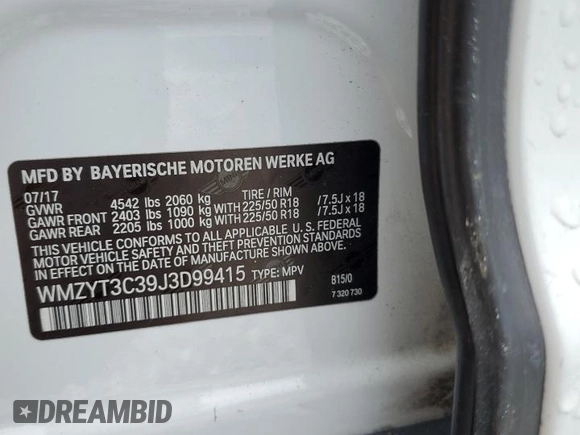 MFD BY BAYERISCHE MOTOREN WERKE AG
07/17 TIRE / RIM
GVWR 4542 lbs 2060 kg
GAWR FRONT 2403 lbs 1090 kg WITH 225/50 R18 /7.5J x 18
GAWR REAR 2205 lbs 1000 kg WITH 225/50 R18 /7.5J x 18
THIS VEHICLE CONFORMS TO ALL APPLICABLE U.S. FEDERAL
MOTOR VEHICLE SAFETY AND THEFT PREVENTION STANDARDS
IN EFFECT ON THE DATE OF MANUFACTURE SHOWN ABOVE.
WMZYT3C39J3D99415 TYPE: MPV B15/0
7 320 730
DREAMBID